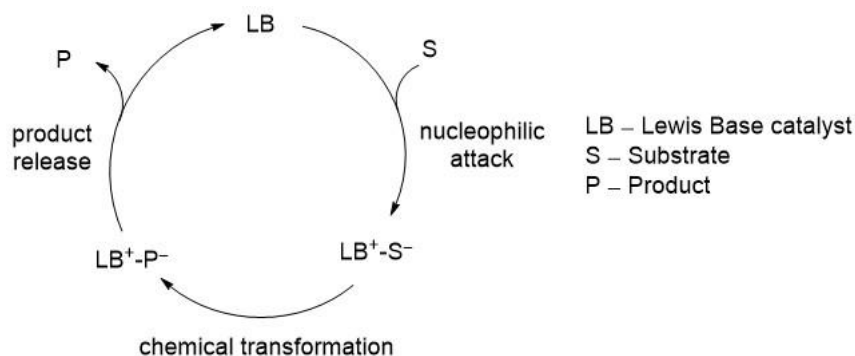 LB
P
S
product
release
nucleophilic
attack
LB – Lewis Base catalyst
S – Substrate
P – Product
LB⁺-P⁻
LB⁺-S⁻
chemical transformation